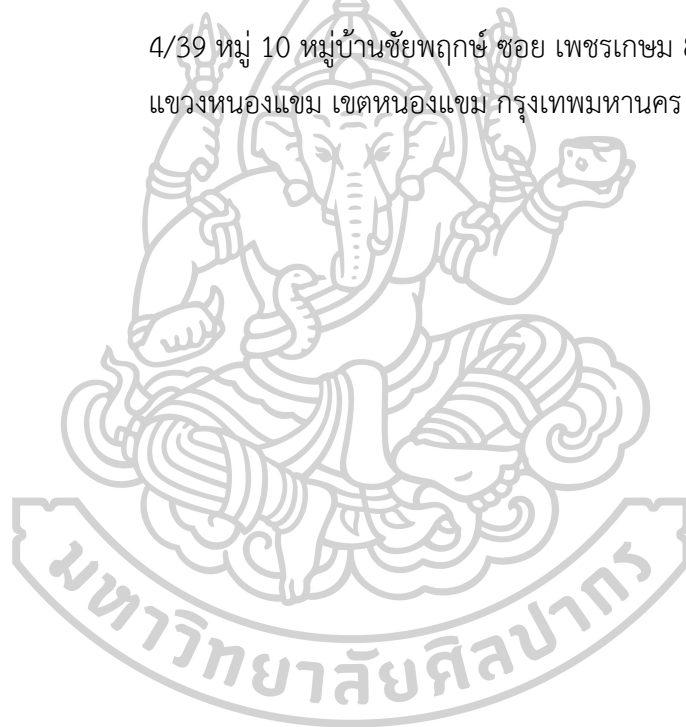 4/39 หมู่ 10 หมู่บ้านชัยพฤกษ์ ซอย เพชรเกษม
แขวงหนองแขม เขตหนองแขม กรุงเทพมหานคร
มหาวิทยาลัยศิลปากร